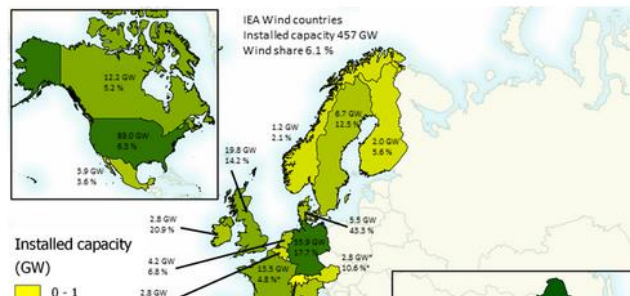 IEA Wind countries
Installed capacity 457 GW
Wind share 6.1 %
12.2 GW
5.2 %
89.0 GW
6.3 %
3.9 GW
3.6 %
1.2 GW
2.1 %
6.7 GW
12.5 %
2.0 GW
5.6 %
19.8 GW
14.2 %
2.8 GW
20.9 %
5.5 GW
43.3 %
4.2 GW
6.8 %
55.9 GW
17.7 %
2.8 GW*
10.6 %*
15.5 GW
4.8 %*
2.8 GW
Installed capacity
(GW)
0 - 1